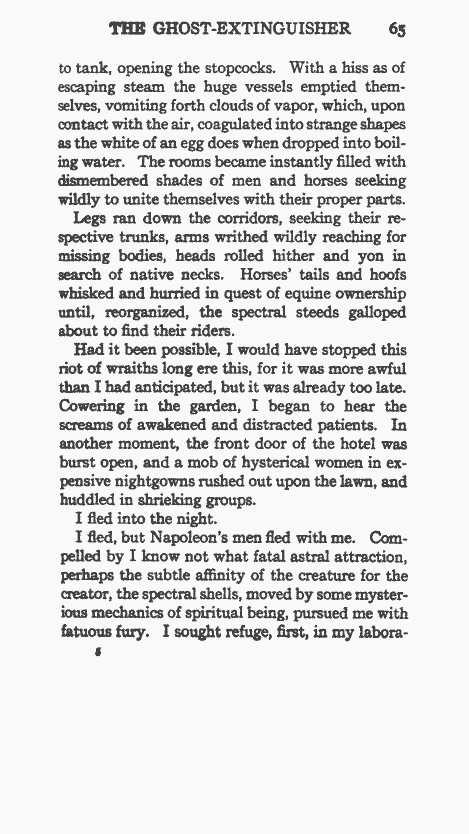 THE GHOST-EXTINGUISHER 65
to tank, opening the stopcocks. With a hiss as of
escaping steam the huge vessels emptied them-
selves, vomiting forth clouds of vapor, which, upon
contact with the air, coagulated into strange shapes
as the white of an egg does when dropped into boil-
ing water. The rooms became instantly filled with
dismembered shades of men and horses seeking
wildly to unite themselves with their proper parts.
Legs ran down the corridors, seeking their re-
spective trunks, arms writhed wildly reaching for
missing bodies, heads rolled hither and yon in
search of native necks. Horses' tails and hoofs
whisked and hurried in quest of equine ownership
until, reorganized, the spectral steeds galloped
about to find their riders.
Had it been possible, I would have stopped this
riot of wraiths long ere this, for it was more awful
than I had anticipated, but it was already too late.
Cowering in the garden, I began to hear the
screams of awakened and distracted patients. In
another moment, the front door of the hotel was
burst open, and a mob of hysterical women in ex-
pensive nightgowns rushed out upon the lawn, and
huddled in shrieking groups.
I fled into the night.
I fled, but Napoleon's men fled with me. Com-
pelled by I know not what fatal astral attraction,
perhaps the subtle affinity of the creature for the
creator, the spectral shells, moved by some myster-
ious mechanics of spiritual being, pursued me with
fatuous fury. I sought refuge, first, in my labora-